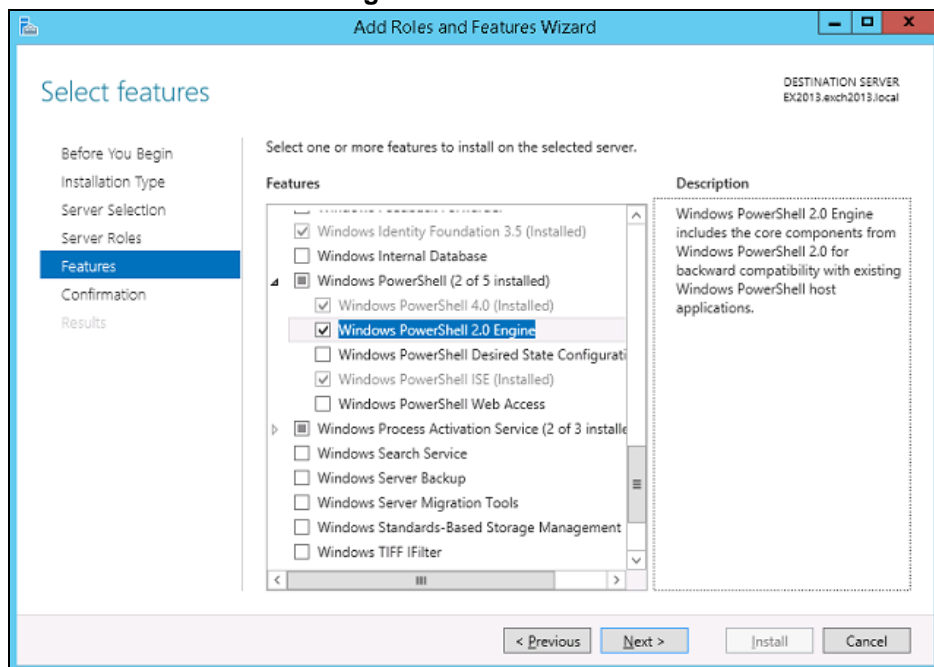 Add Roles and Features Wizard
Select features
DESTINATION SERVER
EX2013.exch2013.local
Before You Begin
Installation Type
Server Selection
Server Roles
Features
Confirmation
Results
Select one or more features to install on the selected server.
Features
Windows Identity Foundation 3.5 (Installed)
Windows Internal Database
Windows PowerShell (2 of 5 installed)
Windows PowerShell 4.0 (Installed)
Windows PowerShell 2.0 Engine
Windows PowerShell Desired State Configurati
Windows PowerShell ISE (Installed)
Windows PowerShell Web Access
Windows Process Activation Service (2 of 3 installe
Windows Search Service
Windows Server Backup
Windows Server Migration Tools
Windows Standards-Based Storage Management
Windows TIFF IFilter
Description
Windows PowerShell 2.0 Engine
includes the core components from
Windows PowerShell 2.0 for
backward compatibility with existing
Windows PowerShell host
applications.
< Previous
Next >
Install
Cancel